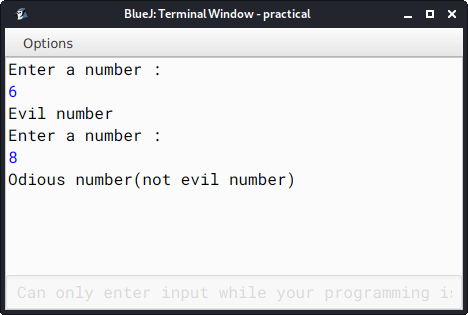 BlueJ: Terminal Window - practical
Options
Enter a number :
6
Evil number
Enter a number :
8
Odious number(not evil number)
Can only enter input while your programming is